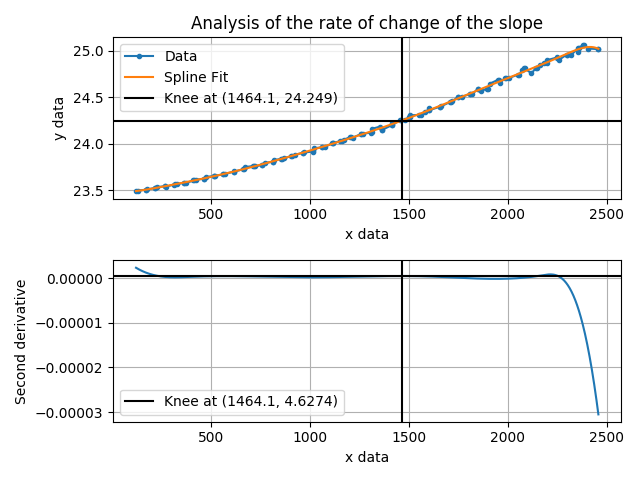 Analysis of the rate of change of the slope
25.0
24.5
24.0
23.5
y data
Data
Spline Fit
Knee at (1464.1, 24.249)
500
1000
1500
2000
2500
x data
0.00000
−0.00001
−0.00002
−0.00003
Second derivative
Knee at (1464.1, 4.6274)
500
1000
1500
2000
2500
x data